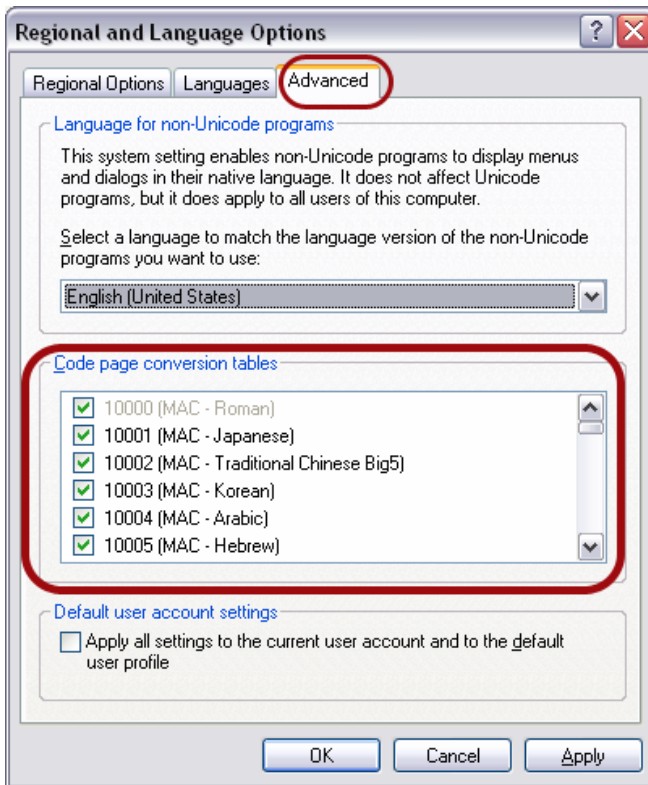 Regional and Language Options
Regional Options
Languages
Advanced
Language for non-Unicode programs
This system setting enables non-Unicode programs to display menus
and dialogs in their native language. It does not affect Unicode
programs, but it does apply to all users of this computer.
Select a language to match the language version of the non-Unicode
programs you want to use:
English (United States)
Code page conversion tables
10000 (MAC - Roman)
10001 (MAC - Japanese)
10002 (MAC - Traditional Chinese Big5)
10003 (MAC - Korean)
10004 (MAC - Arabic)
10005 (MAC - Hebrew)
Default user account settings
Apply all settings to the current user account and to the default
user profile
OK
Cancel
Apply